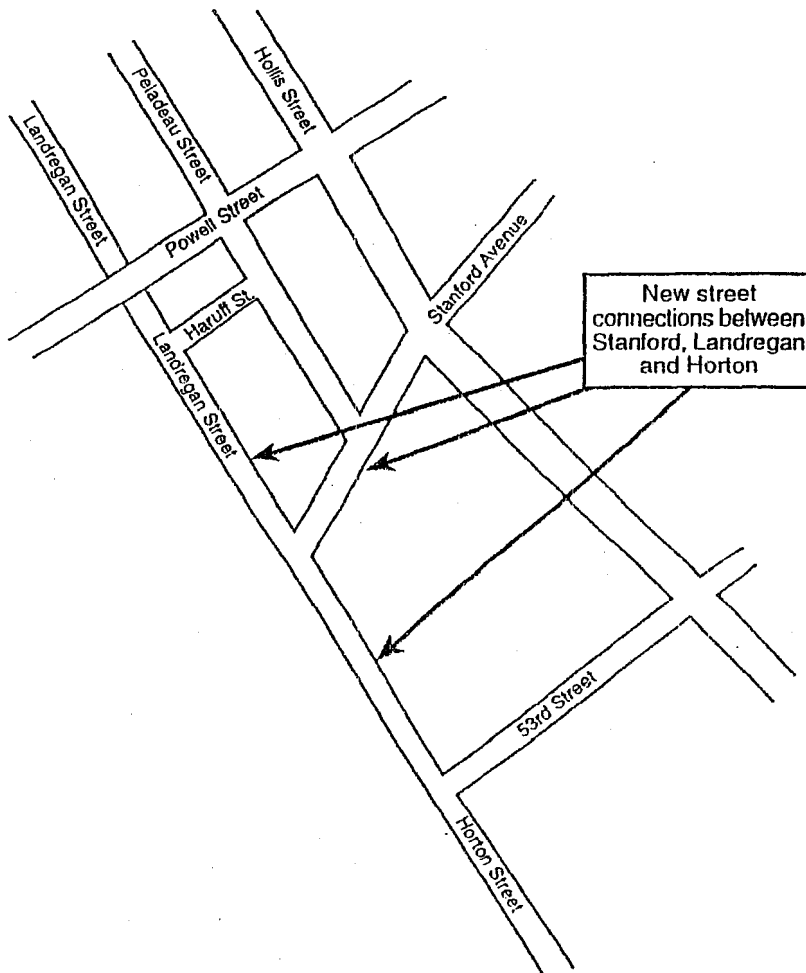 Hollis Street
Peladeau Street
Landregan Street
Powell Street
Stanford Avenue
Haruff St.
Landregan Street
New street
connections between
Stanford, Landregan
and Horton
53rd Street
Horton Street